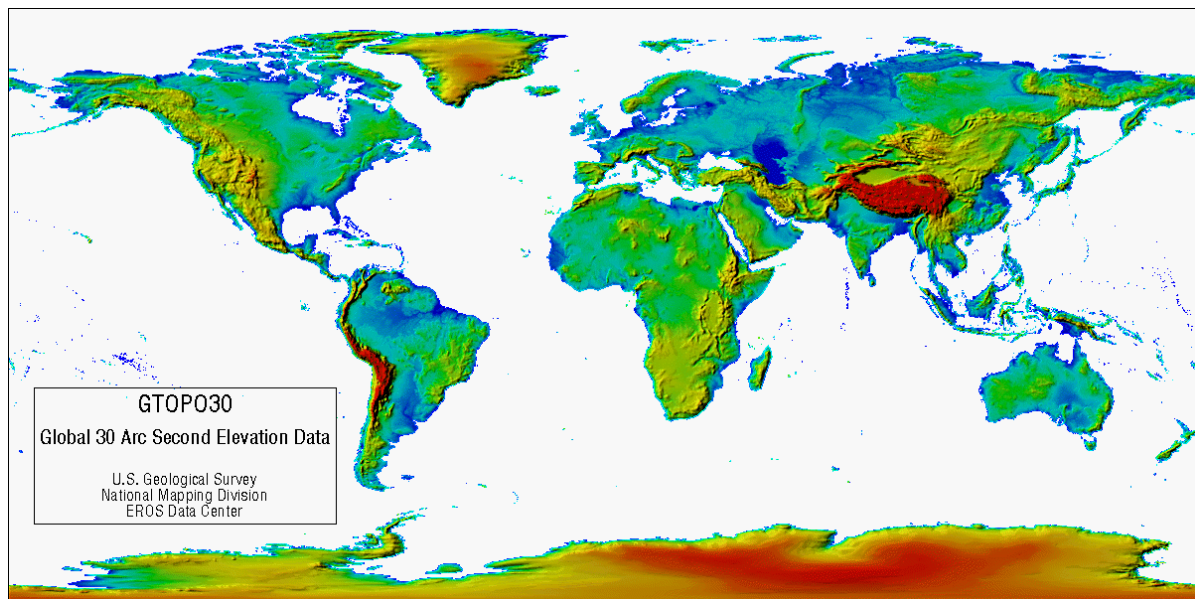 GTOPO30
Global 30 Arc Second Elevation Data
U.S. Geological Survey
National Mapping Division
EROS Data Center